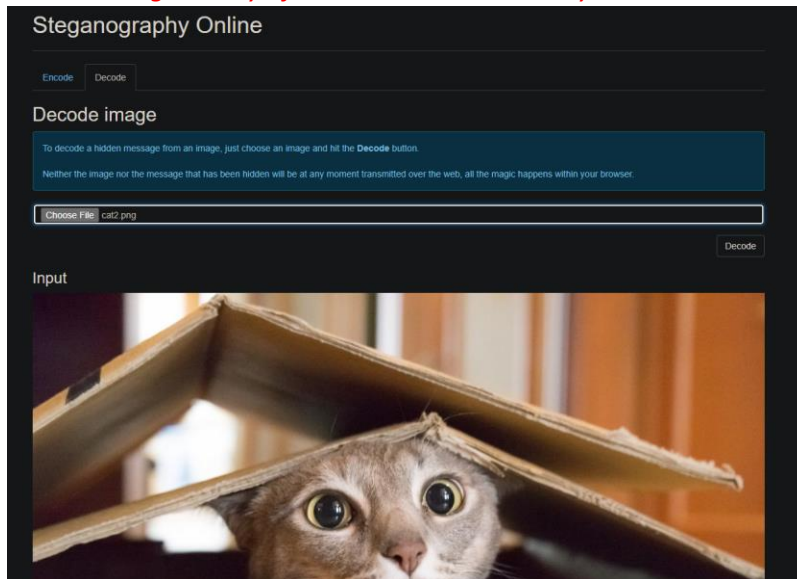 Steganography Online
Encode Decode
Decode image
To decode a hidden message from an image, just choose an image and hit the Decode button.
Neither the image nor the message that has been hidden will be at any moment transmitted over the web, all the magic happens within your browser.
Choose File cat2.png
Decode
Input